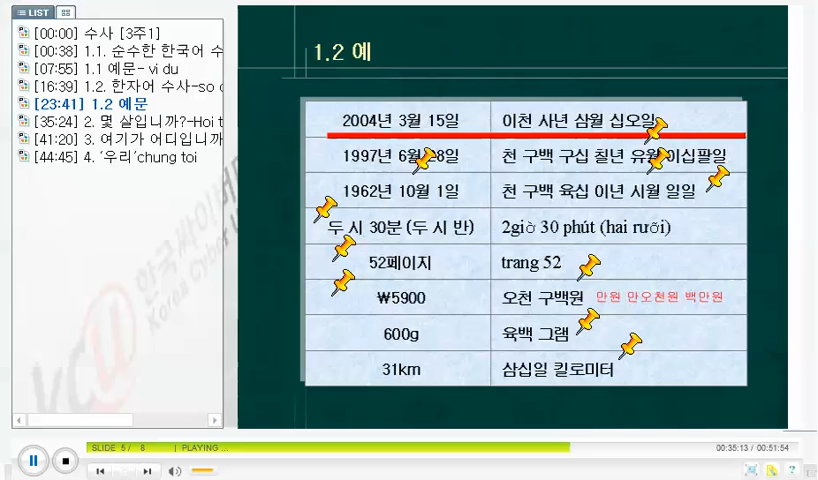 LIST
[00:00] 수사 [3주1]
[00:38] 1.1. 순수한 한국어 수
[07:55] 1.1 예문- vi du
[16:39] 1.2. 한자어 수사-so
[23:41] 1.2 예문
[35:24] 2. 몇 살입니까?-Hoi t
[41:20] 3. 여기가 어디입니까
[44:45] 4. '우리'chung toi
1.2 예
2004년 3월 15일 이천 사년 삼월 십오일
1997년 6월 28일 천 구백 구십 칠년 유월 이십팔일
1962년 10월 1일 천 구백 육십 이년 시월 일일
두 시 30분 (두 시 반) 2giờ 30 phút (hai rưỡi)
52페이지 trang 52
₩5900 오천 구백원 만원 만오천원 백만원
600g 육백 그램
31km 삼십일 킬로미터
한국싸이버
Korea Cyber
KCU
SLIDE 5 / 6 | PLAYING ...
00:35:13 / 00:51:54